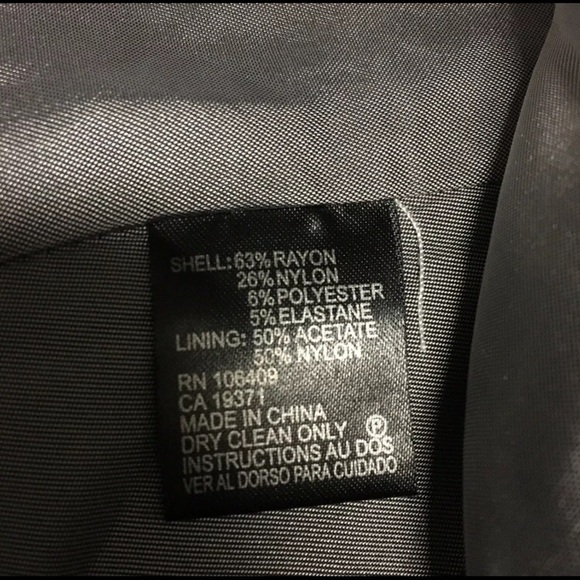 SHELL: 63% RAYON
26% NYLON
6% POLYESTER
5% ELASTANE
LINING: 50% ACETATE
50% NYLON
RN 106409
CA 19371
MADE IN CHINA
DRY CLEAN ONLY Ⓟ
INSTRUCTIONS AU DOS
VER AL DORSO PARA CUIDADO